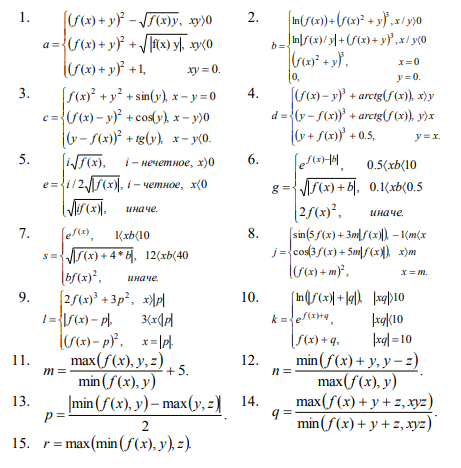 1. a = { (f(x)+y)² − √f(x)y, xy⟩0
(f(x)+y)² + √|f(x) y|, xy⟨0
(f(x)+y)² +1, xy = 0.
2. b = { ln(f(x))+(f(x)² + y)³, x / y⟩0
ln|f(x)/ y|+(f(x)+ y)³, x / y⟨0
(f(x)² + y)³, x = 0
0, y = 0.
3. c = { f(x)² + y² + sin(y), x − y = 0
(f(x)− y)² + cos(y), x − y⟩0
(y − f(x))² + tg(y), x − y⟨0.
4. d = { (f(x)− y)³ + arctg(f(x)), x⟩y
(y − f(x))³ + arctg(f(x)), y⟩x
(y + f(x))³ + 0.5, y = x.
5. e = { i√f(x), i − нечетное, x⟩0
i / 2√|f(x)|, i − четное, x⟨0
√|if(x)|, иначе.
6. g = { e^f(x)−|b|, 0.5⟨xb⟨10
√|f(x)+ b|, 0.1⟨xb⟨0.5
2f(x)², иначе.
7. s = { e^f(x), 1⟨xb⟨10
√|f(x)+ 4 * b|, 12⟨xb⟨40
bf(x)², иначе.
8. j = { sin(5f(x)+ 3m|f(x)|), −1⟨m⟨x
cos(3f(x)+ 5m|f(x)|), x⟩m
(f(x)+ m)², x = m.
9. l = { 2f(x)³ + 3p², x⟩|p|
|f(x)− p|, 3⟨x⟨|p|
(f(x)− p)², x = |p|.
10. k = { ln(|f(x)|+|q|), |xq|⟩10
e^f(x)+q, |xq|⟨10
f(x)+ q, |xq| = 10
11. m = max(f(x), y, z) / min(f(x), y) + 5.
12. n = min(f(x)+ y, y − z) / max(f(x), y).
13. p = |min(f(x), y)− max(y, z)| / 2.
14. q = max(f(x)+ y + z, xyz) / min(f(x)+ y + z, xyz).
15. r = max(min(f(x), y), z).